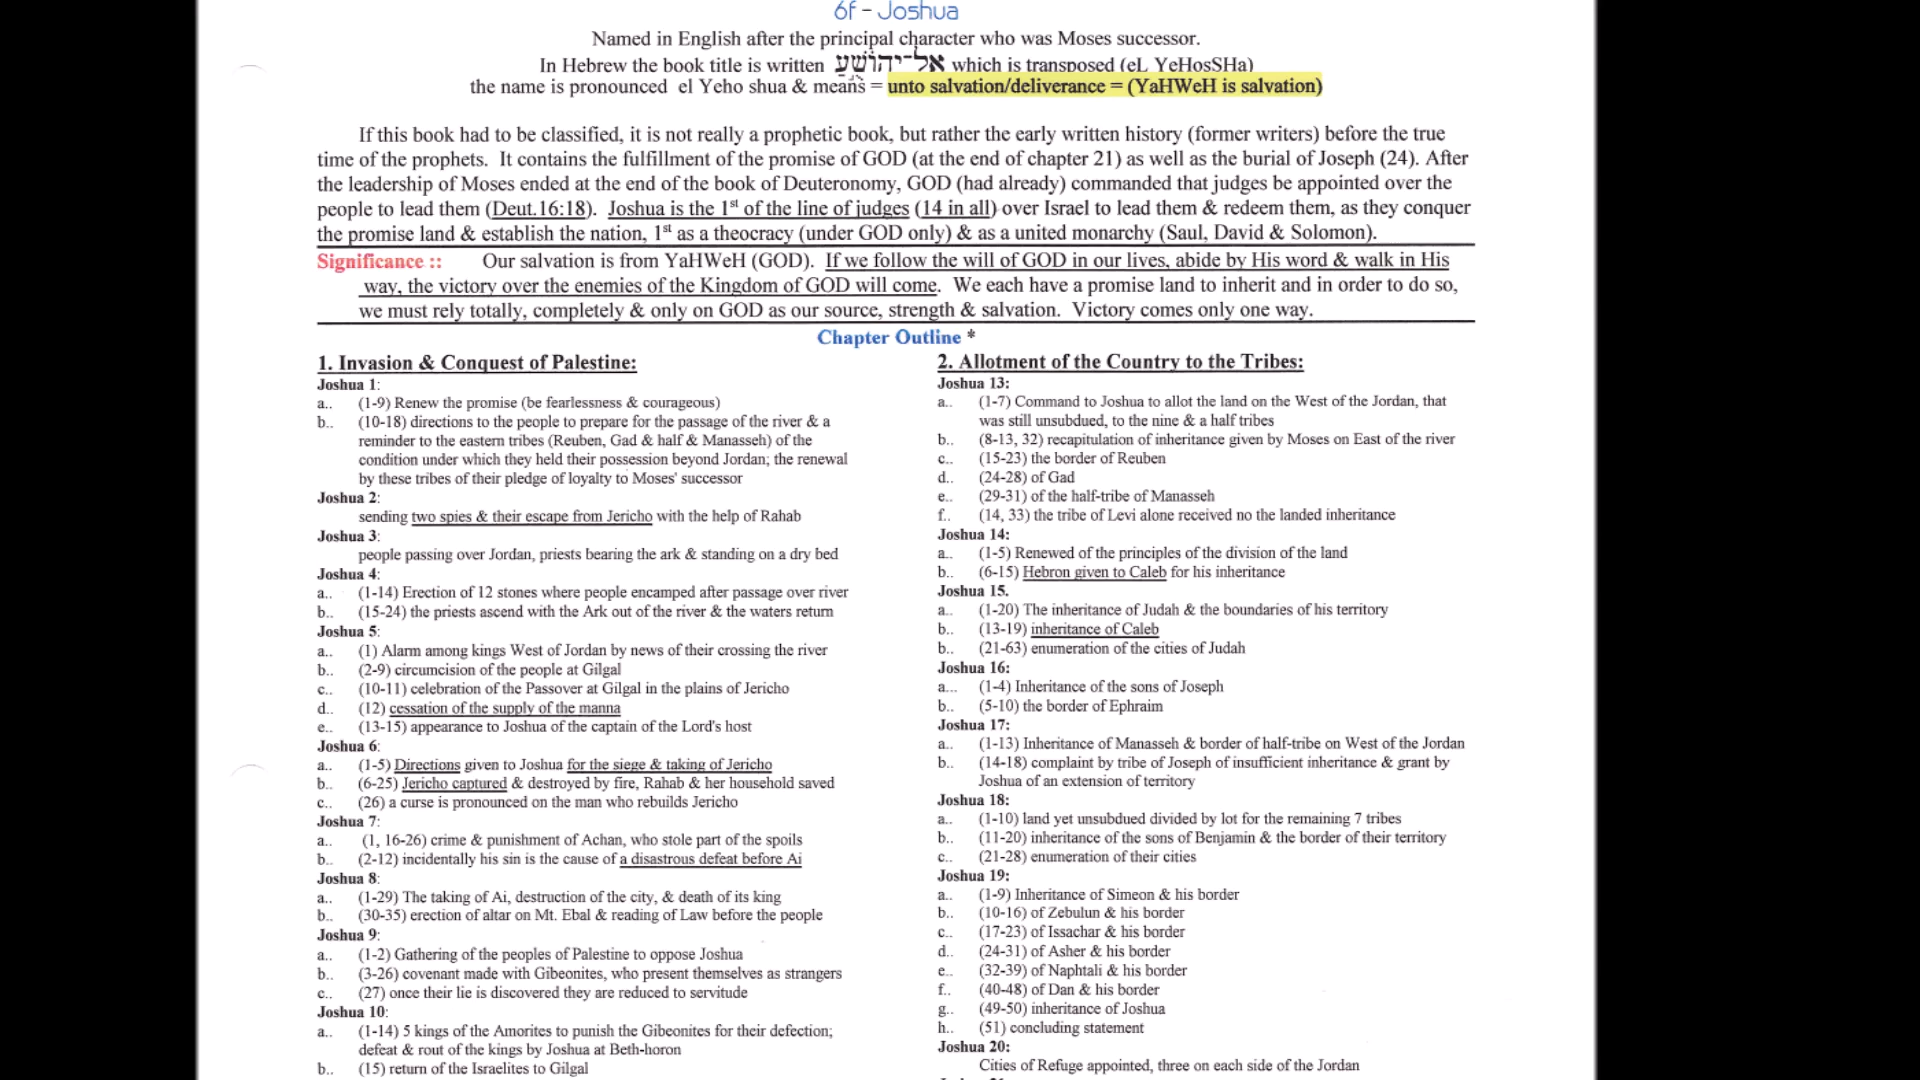 6f - Joshua
Named in English after the principal character who was Moses successor.
In Hebrew the book title is written אל־יהושע which is transposed (eL YeHosSHa)
the name is pronounced el Yeho shua & means = unto salvation/deliverance = (YaHWeH is salvation)
If this book had to be classified, it is not really a prophetic book, but rather the early written history (former writers) before the true
time of the prophets. It contains the fulfillment of the promise of GOD (at the end of chapter 21) as well as the burial of Joseph (24). After
the leadership of Moses ended at the end of the book of Deuteronomy, GOD (had already) commanded that judges be appointed over the
people to lead them (Deut.16:18). Joshua is the 1st of the line of judges (14 in all) over Israel to lead them & redeem them, as they conquer
the promise land & establish the nation, 1st as a theocracy (under GOD only) & as a united monarchy (Saul, David & Solomon).
Significance :: Our salvation is from YaHWeH (GOD). If we follow the will of GOD in our lives, abide by His word & walk in His
way, the victory over the enemies of the Kingdom of GOD will come. We each have a promise land to inherit and in order to do so,
we must rely totally, completely & only on GOD as our source, strength & salvation. Victory comes only one way.
Chapter Outline *
1. Invasion & Conquest of Palestine:
Joshua 1:
a.. (1-9) Renew the promise (be fearlessness & courageous)
b.. (10-18) directions to the people to prepare for the passage of the river & a
reminder to the eastern tribes (Reuben, Gad & half & Manasseh) of the
condition under which they held their possession beyond Jordan; the renewal
by these tribes of their pledge of loyalty to Moses' successor
Joshua 2:
sending two spies & their escape from Jericho with the help of Rahab
Joshua 3:
people passing over Jordan, priests bearing the ark & standing on a dry bed
Joshua 4:
a.. (1-14) Erection of 12 stones where people encamped after passage over river
b.. (15-24) the priests ascend with the Ark out of the river & the waters return
Joshua 5:
a.. (1) Alarm among kings West of Jordan by news of their crossing the river
b.. (2-9) circumcision of the people at Gilgal
c.. (10-11) celebration of the Passover at Gilgal in the plains of Jericho
d.. (12) cessation of the supply of the manna
e.. (13-15) appearance to Joshua of the captain of the Lord's host
Joshua 6:
a.. (1-5) Directions given to Joshua for the siege & taking of Jericho
b.. (6-25) Jericho captured & destroyed by fire, Rahab & her household saved
c.. (26) a curse is pronounced on the man who rebuilds Jericho
Joshua 7:
a.. (1, 16-26) crime & punishment of Achan, who stole part of the spoils
b.. (2-12) incidentally his sin is the cause of a disastrous defeat before Ai
Joshua 8:
a.. (1-29) The taking of Ai, destruction of the city, & death of its king
b.. (30-35) erection of altar on Mt. Ebal & reading of Law before the people
Joshua 9:
a.. (1-2) Gathering of the peoples of Palestine to oppose Joshua
b.. (3-26) covenant made with Gibeonites, who present themselves as strangers
c.. (27) once their lie is discovered they are reduced to servitude
Joshua 10:
a.. (1-14) 5 kings of the Amorites to punish the Gibeonites for their defection;
defeat & rout of the kings by Joshua at Beth-horon
b.. (15) return of the Israelites to Gilgal
2. Allotment of the Country to the Tribes:
Joshua 13:
a.. (1-7) Command to Joshua to allot the land on the West of the Jordan, that
was still unsubdued, to the nine & a half tribes
b.. (8-13, 32) recapitulation of inheritance given by Moses on East of the river
c.. (15-23) the border of Reuben
d.. (24-28) of Gad
e.. (29-31) of the half-tribe of Manasseh
f.. (14, 33) the tribe of Levi alone received no the landed inheritance
Joshua 14:
a.. (1-5) Renewed of the principles of the division of the land
b.. (6-15) Hebron given to Caleb for his inheritance
Joshua 15.
a.. (1-20) The inheritance of Judah & the boundaries of his territory
b.. (13-19) inheritance of Caleb
b.. (21-63) enumeration of the cities of Judah
Joshua 16:
a... (1-4) Inheritance of the sons of Joseph
b.. (5-10) the border of Ephraim
Joshua 17:
a.. (1-13) Inheritance of Manasseh & border of half-tribe on West of the Jordan
b.. (14-18) complaint by tribe of Joseph of insufficient inheritance & grant by
Joshua of an extension of territory
Joshua 18:
a.. (1-10) land yet unsubdued divided by lot for the remaining 7 tribes
b.. (11-20) inheritance of the sons of Benjamin & the border of their territory
c.. (21-28) enumeration of their cities
Joshua 19:
a.. (1-9) Inheritance of Simeon & his border
b.. (10-16) of Zebulun & his border
c.. (17-23) of Issachar & his border
d.. (24-31) of Asher & his border
e.. (32-39) of Naphtali & his border
f.. (40-48) of Dan & his border
g.. (49-50) inheritance of Joshua
h.. (51) concluding statement
Joshua 20:
Cities of Refuge appointed, three on each side of the Jordan